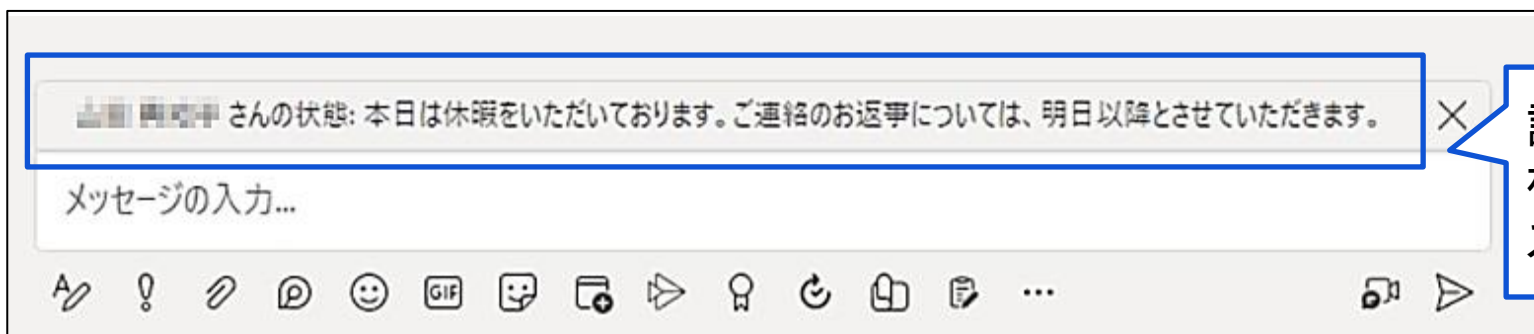 さんの状態: 本日は休暇をいただいております。ご連絡のお返事については、明日以降とさせていただきます。
メッセージの入力...
GIF